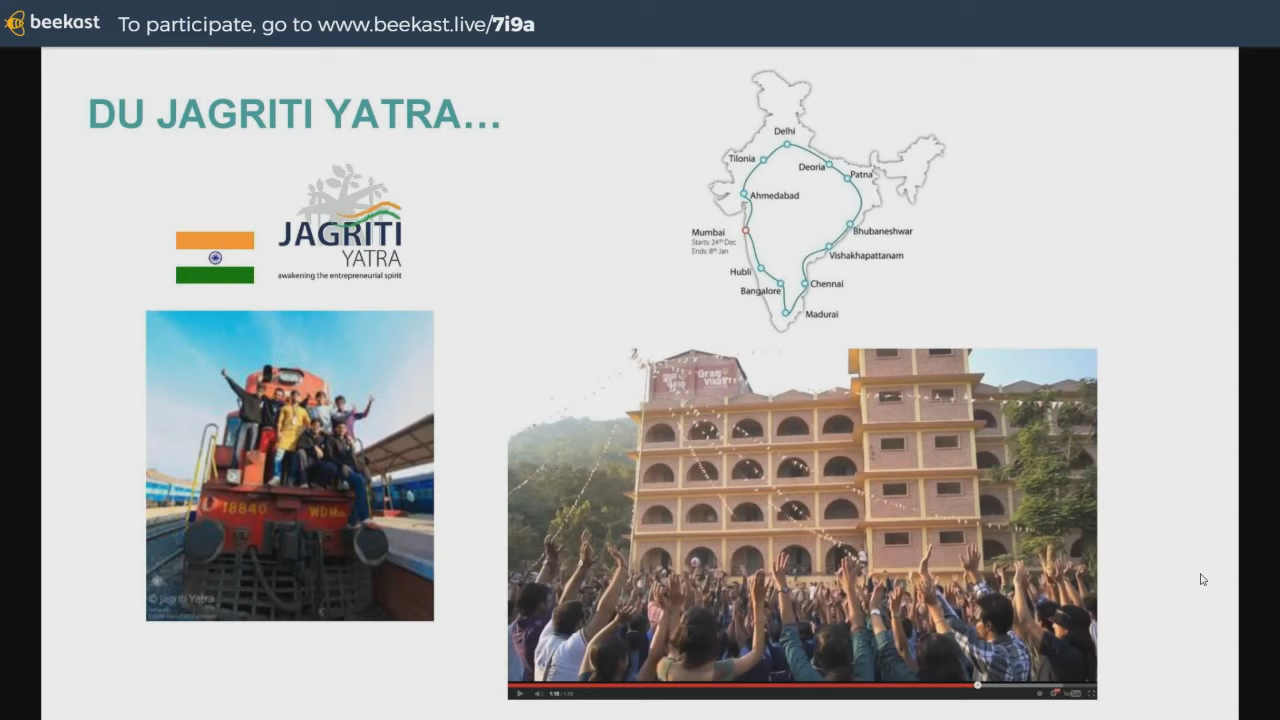 beekast To participate, go to www.beekast.live/7i9a
DU JAGRITI YATRA...
JAGRITI
YATRA
awakening the entrepreneurial spirit
Delhi
Tilonia
Deoria
Patna
Ahmedabad
Mumbai
Starts: 24th Dec
Ends: 8th Jan
Bhubaneshwar
Vishakhapattanam
Hubli
Bangalore
Chennai
Madurai
18840
© Jagriti Yatra
Gram
Vikas